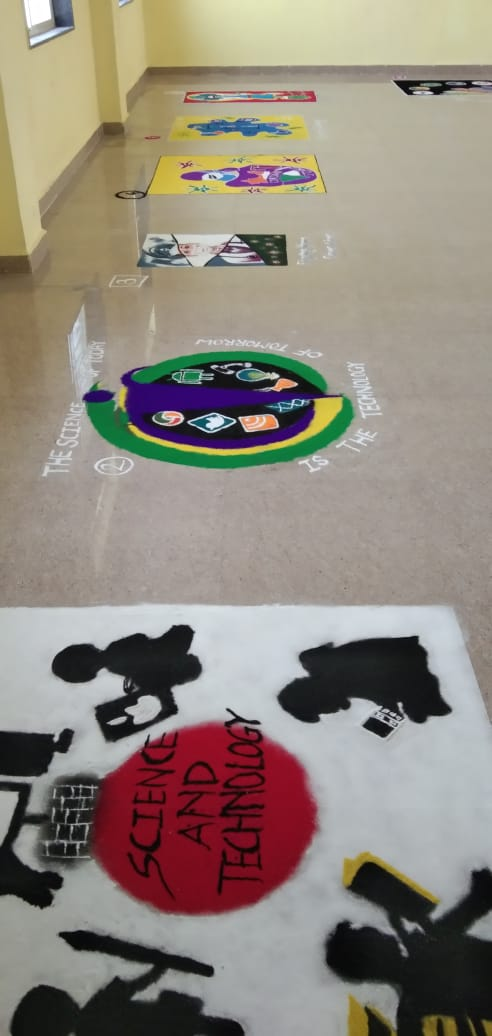 SCIENCE
AND
TECHNOLOGY
THE SCIENCE OF TODAY
IS THE TECHNOLOGY
OF TOMORROW
2
3